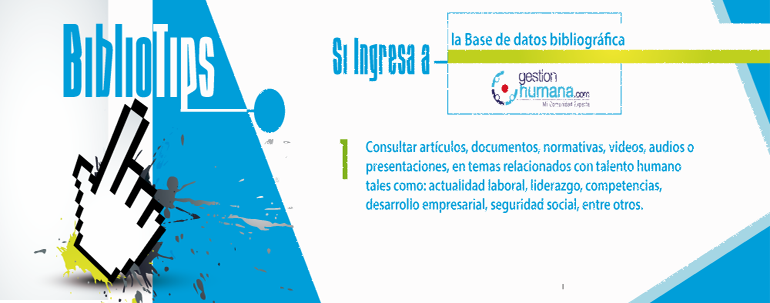 BiblioTips
Si Ingresa a
la Base de datos bibliográfica
gestion
humana.com
Mi Comunidad Experta
1
Consultar artículos, documentos, normativas, videos, audios o
presentaciones, en temas relacionados con talento humano
tales como: actualidad laboral, liderazgo, competencias,
desarrollo empresarial, seguridad social, entre otros.